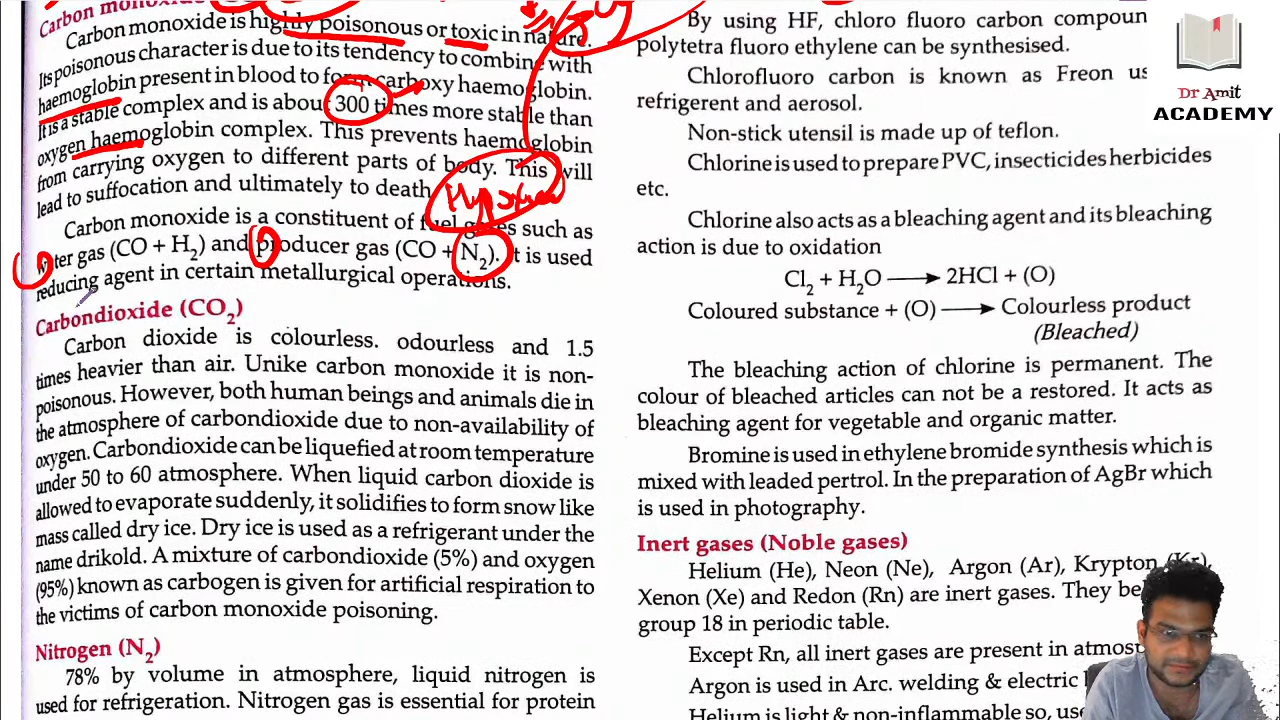 Carbon monoxide
Carbon monoxide is highly poisonous or toxic in nature.
Its poisonous character is due to its tendency to combine with
haemoglobin present in blood to form carboxy haemoglobin.
It is a stable complex and is about 300 times more stable than
oxygen haemoglobin complex. This prevents haemoglobin
from carrying oxygen to different parts of body. This will
lead to suffocation and ultimately to death
Carbon monoxide is a constituent of fuel gases such as
water gas (CO + H₂) and producer gas (CO + N₂). It is used
reducing agent in certain metallurgical operations.
Carbondioxide (CO₂)
Carbon dioxide is colourless. odourless and 1.5
times heavier than air. Unike carbon monoxide it is non-
poisonous. However, both human beings and animals die in
the atmosphere of carbondioxide due to non-availability of
oxygen. Carbondioxide can be liquefied at room temperature
under 50 to 60 atmosphere. When liquid carbon dioxide is
allowed to evaporate suddenly, it solidifies to form snow like
mass called dry ice. Dry ice is used as a refrigerant under the
name drikold. A mixture of carbondioxide (5%) and oxygen
(95%) known as carbogen is given for artificial respiration to
the victims of carbon monoxide poisoning.
Nitrogen (N₂)
78% by volume in atmosphere, liquid nitrogen is
used for refrigeration. Nitrogen gas is essential for protein
By using HF, chloro fluoro carbon compoun
polytetra fluoro ethylene can be synthesised.
Chlorofluoro carbon is known as Freon us
refrigerent and aerosol.
Non-stick utensil is made up of teflon.
Chlorine is used to prepare PVC, insecticides herbicides
etc.
Chlorine also acts as a bleaching agent and its bleaching
action is due to oxidation
Cl₂ + H₂O ⟶ 2HCl + (O)
Coloured substance + (O) ⟶ Colourless product
(Bleached)
The bleaching action of chlorine is permanent. The
colour of bleached articles can not be a restored. It acts as
bleaching agent for vegetable and organic matter.
Bromine is used in ethylene bromide synthesis which is
mixed with leaded pertrol. In the preparation of AgBr which
is used in photography.
Inert gases (Noble gases)
Helium (He), Neon (Ne), Argon (Ar), Krypton (Kr),
Xenon (Xe) and Redon (Rn) are inert gases. They be
group 18 in periodic table.
Except Rn, all inert gases are present in atmos
Argon is used in Arc. welding & electric
Helium is light & non-inflammable so, use
Dr Amit
ACADEMY